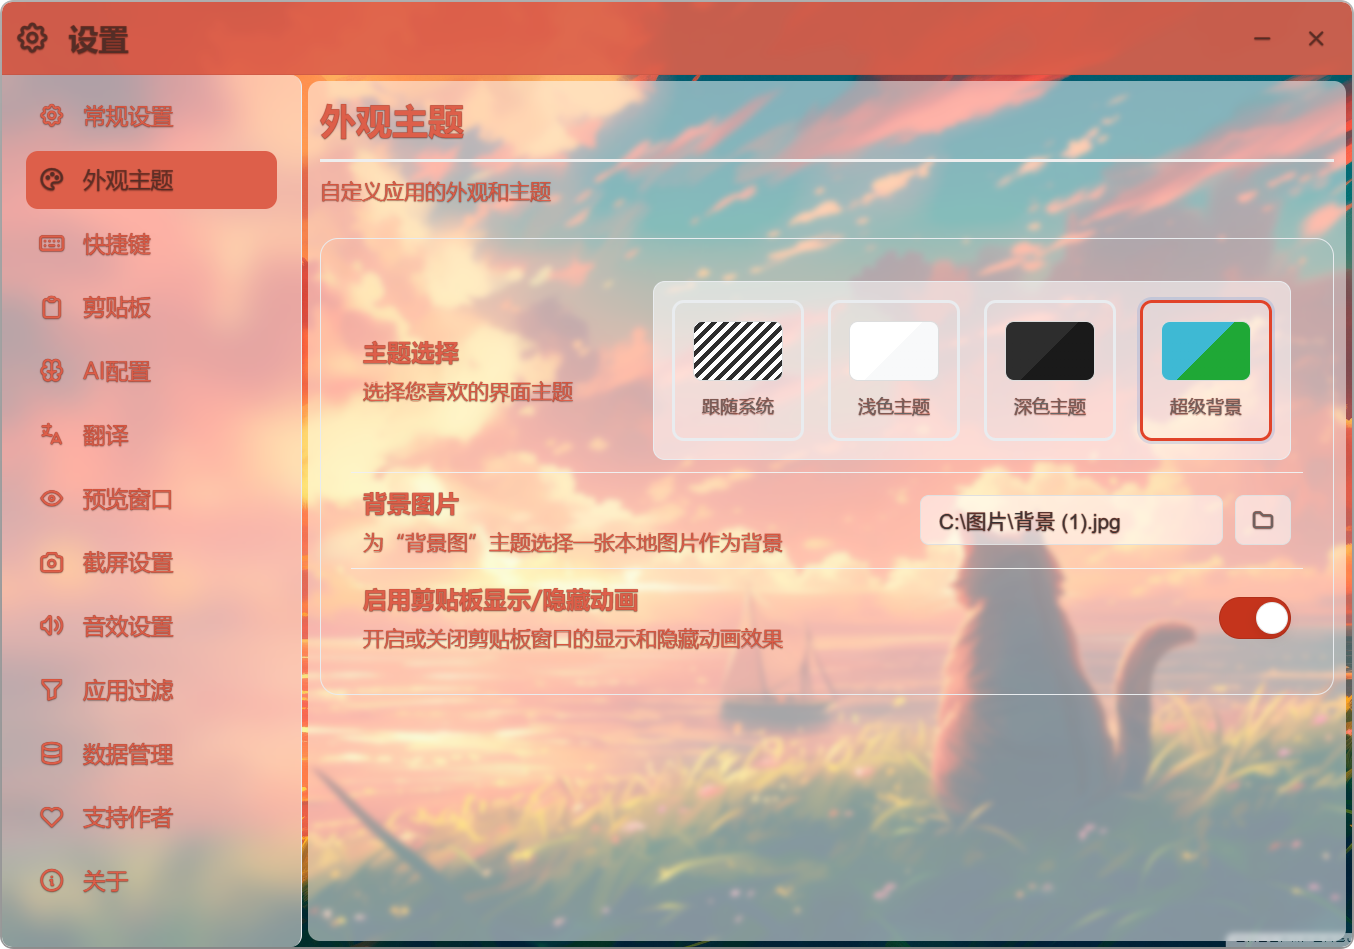 设置
常规设置
外观主题
快捷键
剪贴板
AI配置
翻译
预览窗口
截屏设置
音效设置
应用过滤
数据管理
支持作者
关于
外观主题
自定义应用的外观和主题
主题选择
选择您喜欢的界面主题
跟随系统
浅色主题
深色主题
超级背景
背景图片
为“背景图”主题选择一张本地图片作为背景
C:\图片\背景 (1).jpg
启用剪贴板显示/隐藏动画
开启或关闭剪贴板窗口的显示和隐藏动画效果